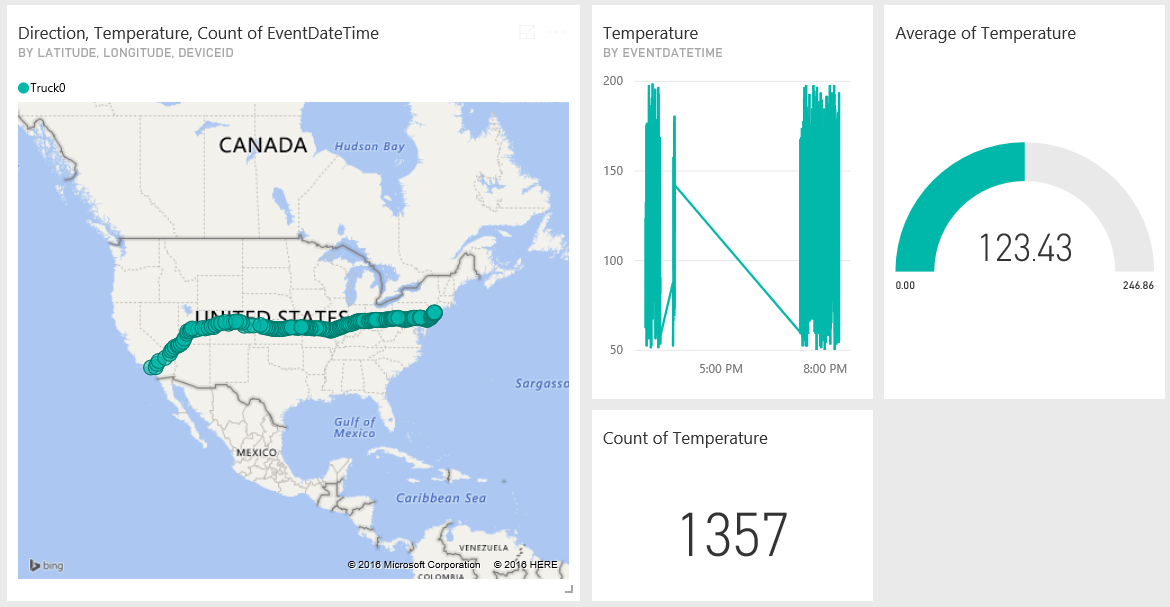 Direction, Temperature, Count of EventDateTime
BY LATITUDE, LONGITUDE, DEVICEID
Truck0
CANADA
Hudson Bay
UNITED STATES
Sargasso
Gulf of
Mexico
MEXICO
Caribbean Sea
VENEZUELA
COLOMBIA
bing
© 2016 Microsoft Corporation © 2016 HERE
Temperature
BY EVENTDATETIME
200
150
100
50
5:00 PM 8:00 PM
Average of Temperature
123.43
0.00 246.86
Count of Temperature
1357